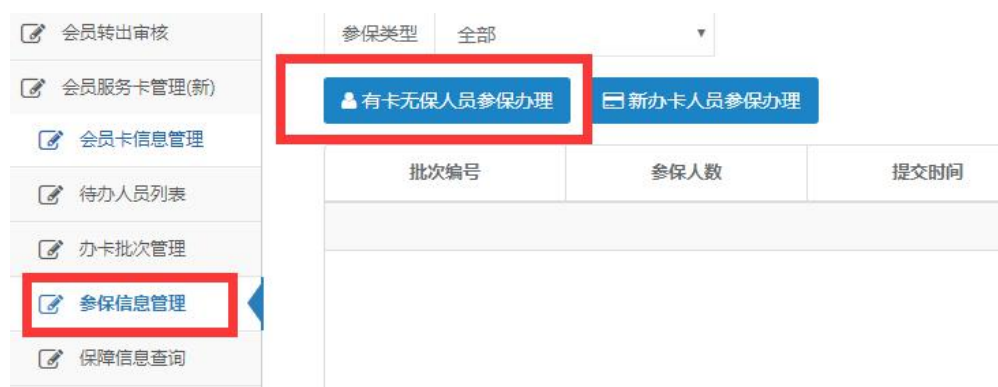 会员转出审核
会员服务卡管理(新)
会员卡信息管理
待办人员列表
办卡批次管理
参保信息管理
保障信息查询
参保类型 全部
有卡无保人员参保办理 新办卡人员参保办理
批次编号 参保人数 提交时间